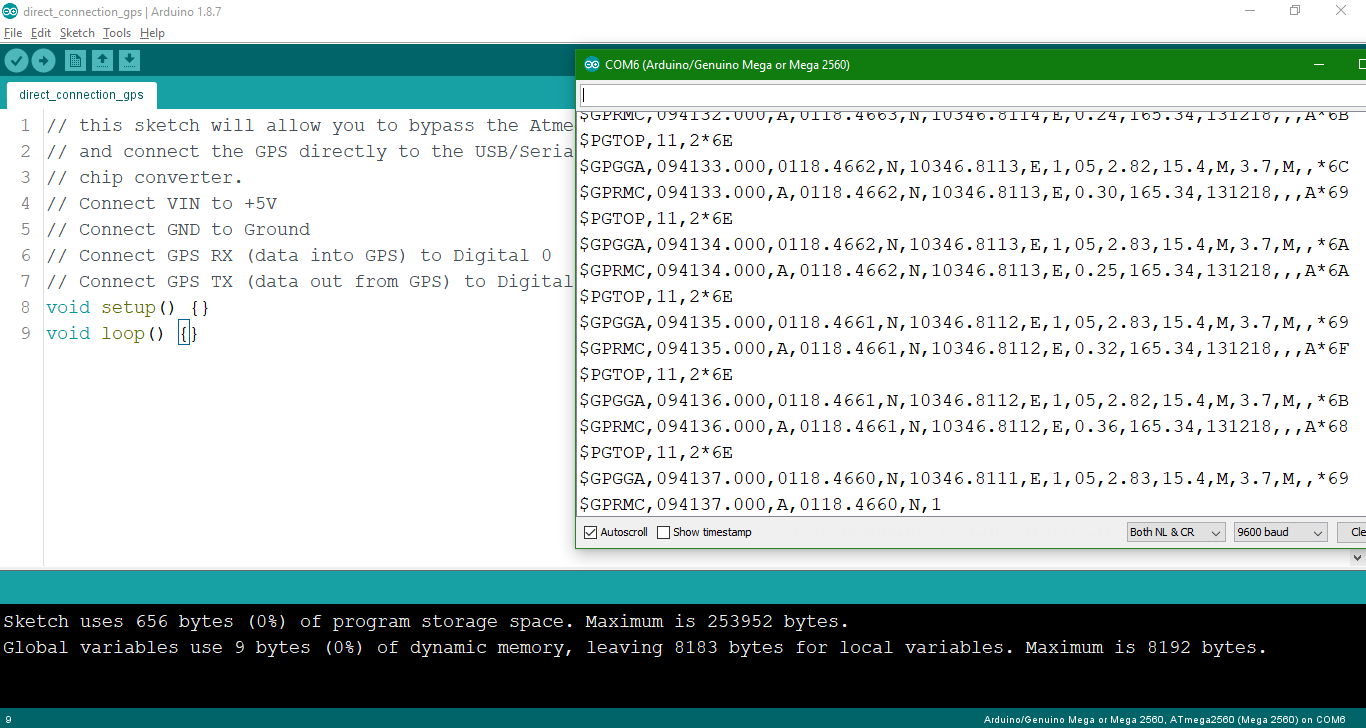 direct_connection_gps | Arduino 1.8.7
File Edit Sketch Tools Help
direct_connection_gps
1 // this sketch will allow you to bypass the Atme
2 // and connect the GPS directly to the USB/Seria
3 // chip converter.
4 // Connect VIN to +5V
5 // Connect GND to Ground
6 // Connect GPS RX (data into GPS) to Digital 0
7 // Connect GPS TX (data out from GPS) to Digital
8 void setup() {}
9 void loop() {}
COM6 (Arduino/Genuino Mega or Mega 2560)
$GPRMC,094132.000,A,0118.4663,N,10346.8114,E,0.24,165.34,131218,,,A*6B
$PGTOP,11,2*6E
$GPGGA,094133.000,0118.4662,N,10346.8113,E,1,05,2.82,15.4,M,3.7,M,,*6C
$GPRMC,094133.000,A,0118.4662,N,10346.8113,E,0.30,165.34,131218,,,A*69
$PGTOP,11,2*6E
$GPGGA,094134.000,0118.4662,N,10346.8113,E,1,05,2.83,15.4,M,3.7,M,,*6A
$GPRMC,094134.000,A,0118.4662,N,10346.8113,E,0.25,165.34,131218,,,A*6A
$PGTOP,11,2*6E
$GPGGA,094135.000,0118.4661,N,10346.8112,E,1,05,2.83,15.4,M,3.7,M,,*69
$GPRMC,094135.000,A,0118.4661,N,10346.8112,E,0.32,165.34,131218,,,A*6F
$PGTOP,11,2*6E
$GPGGA,094136.000,0118.4661,N,10346.8112,E,1,05,2.82,15.4,M,3.7,M,,*6B
$GPRMC,094136.000,A,0118.4661,N,10346.8112,E,0.36,165.34,131218,,,A*68
$PGTOP,11,2*6E
$GPGGA,094137.000,0118.4660,N,10346.8111,E,1,05,2.83,15.4,M,3.7,M,,*69
$GPRMC,094137.000,A,0118.4660,N,1
Autoscroll Show timestamp Both NL & CR 9600 baud Cle
Sketch uses 656 bytes (0%) of program storage space. Maximum is 253952 bytes.
Global variables use 9 bytes (0%) of dynamic memory, leaving 8183 bytes for local variables. Maximum is 8192 bytes.
9 Arduino/Genuino Mega or Mega 2560, ATmega2560 (Mega 2560) on COM6